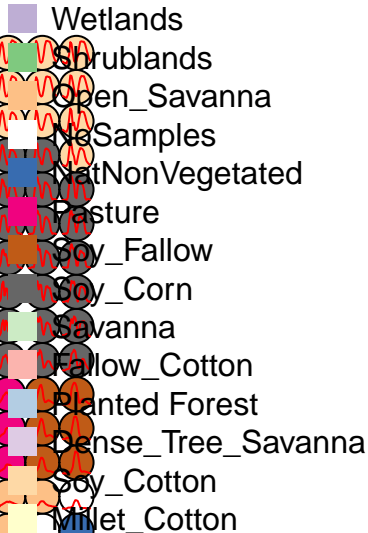 Wetlands
Shrublands
Open_Savanna
NoSamples
NatNonVegetated
Pasture
Soy_Fallow
Soy_Corn
Savanna
Fallow_Cotton
Planted Forest
Dense_Tree_Savanna
Soy_Cotton
Millet_Cotton